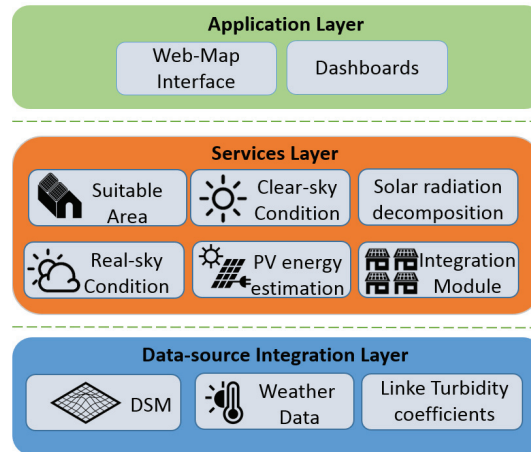 Application Layer
Web-Map
Interface
Dashboards
Services Layer
Suitable
Area
Clear-sky
Condition
Solar radiation
decomposition
Real-sky
Condition
PV energy
estimation
Integration
Module
Data-source Integration Layer
DSM
Weather
Data
Linke Turbidity
coefficients